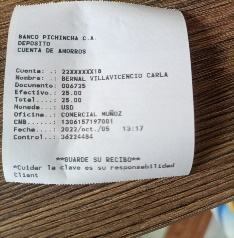 BANCO PICHINCHA C.A.
DEPOSITO
CUENTA DE AHORROS
Cuenta: .: 22XXXXXX18
Nombre: .: BERNAL VILLAVICENCIO CARLA
Documento: 006735
Efectivo.: 25.00
Total....: 25.00
Moneda...: USD
Oficina..: COMERCIAL MUÑOZ
CNB......: 1306157197001
Fecha....: 2022/oct./05 13:17
Control..: 36224484
**GUARDE SU RECIBO**
*Cuidar la clave es su responsabilidad
Client